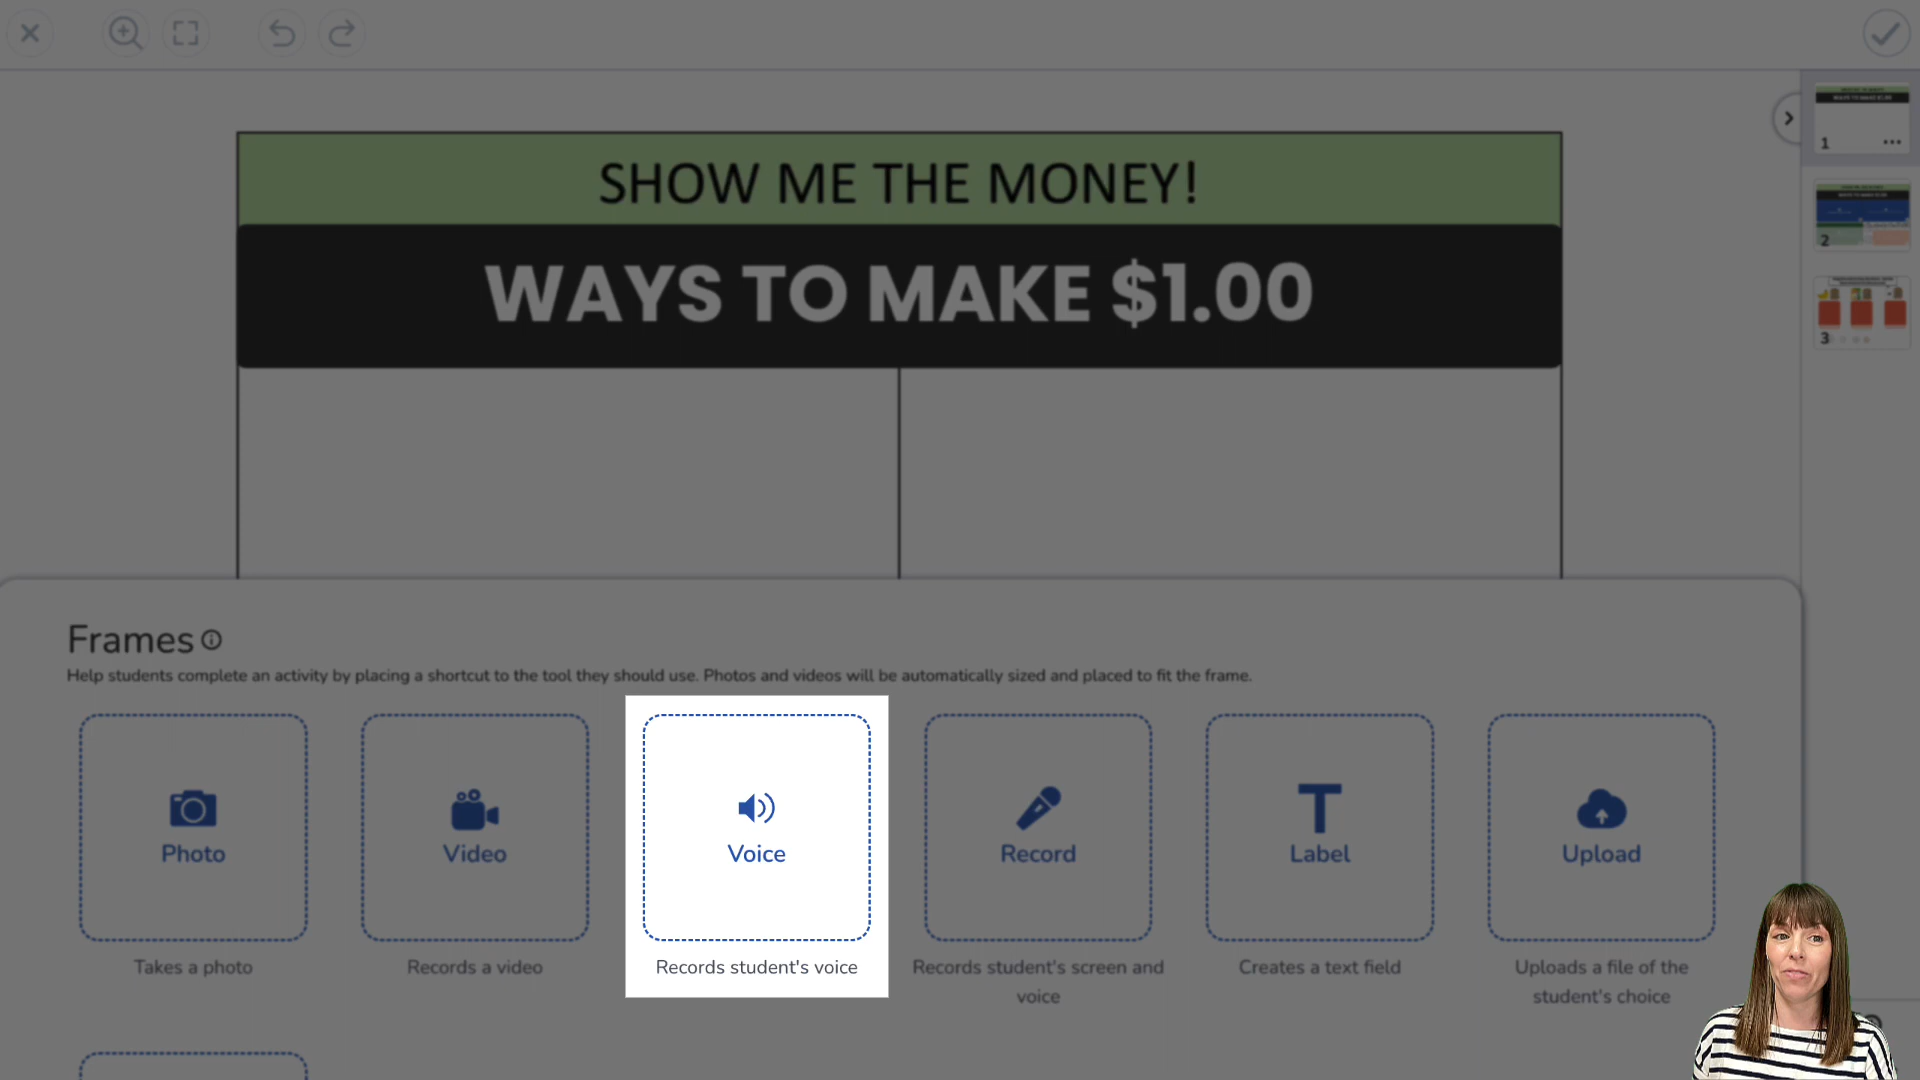 SHOW ME THE MONEY!
WAYS TO MAKE $1.00
1
2
3
Frames
Help students complete an activity by placing a shortcut to the tool they should use. Photos and videos will be automatically sized and placed to fit the frame.
Photo
Video
Voice
Record
Label
Upload
Takes a photo
Records a video
Records student's voice
Records student's screen and
voice
Creates a text field
Uploads a file of the
student's choice